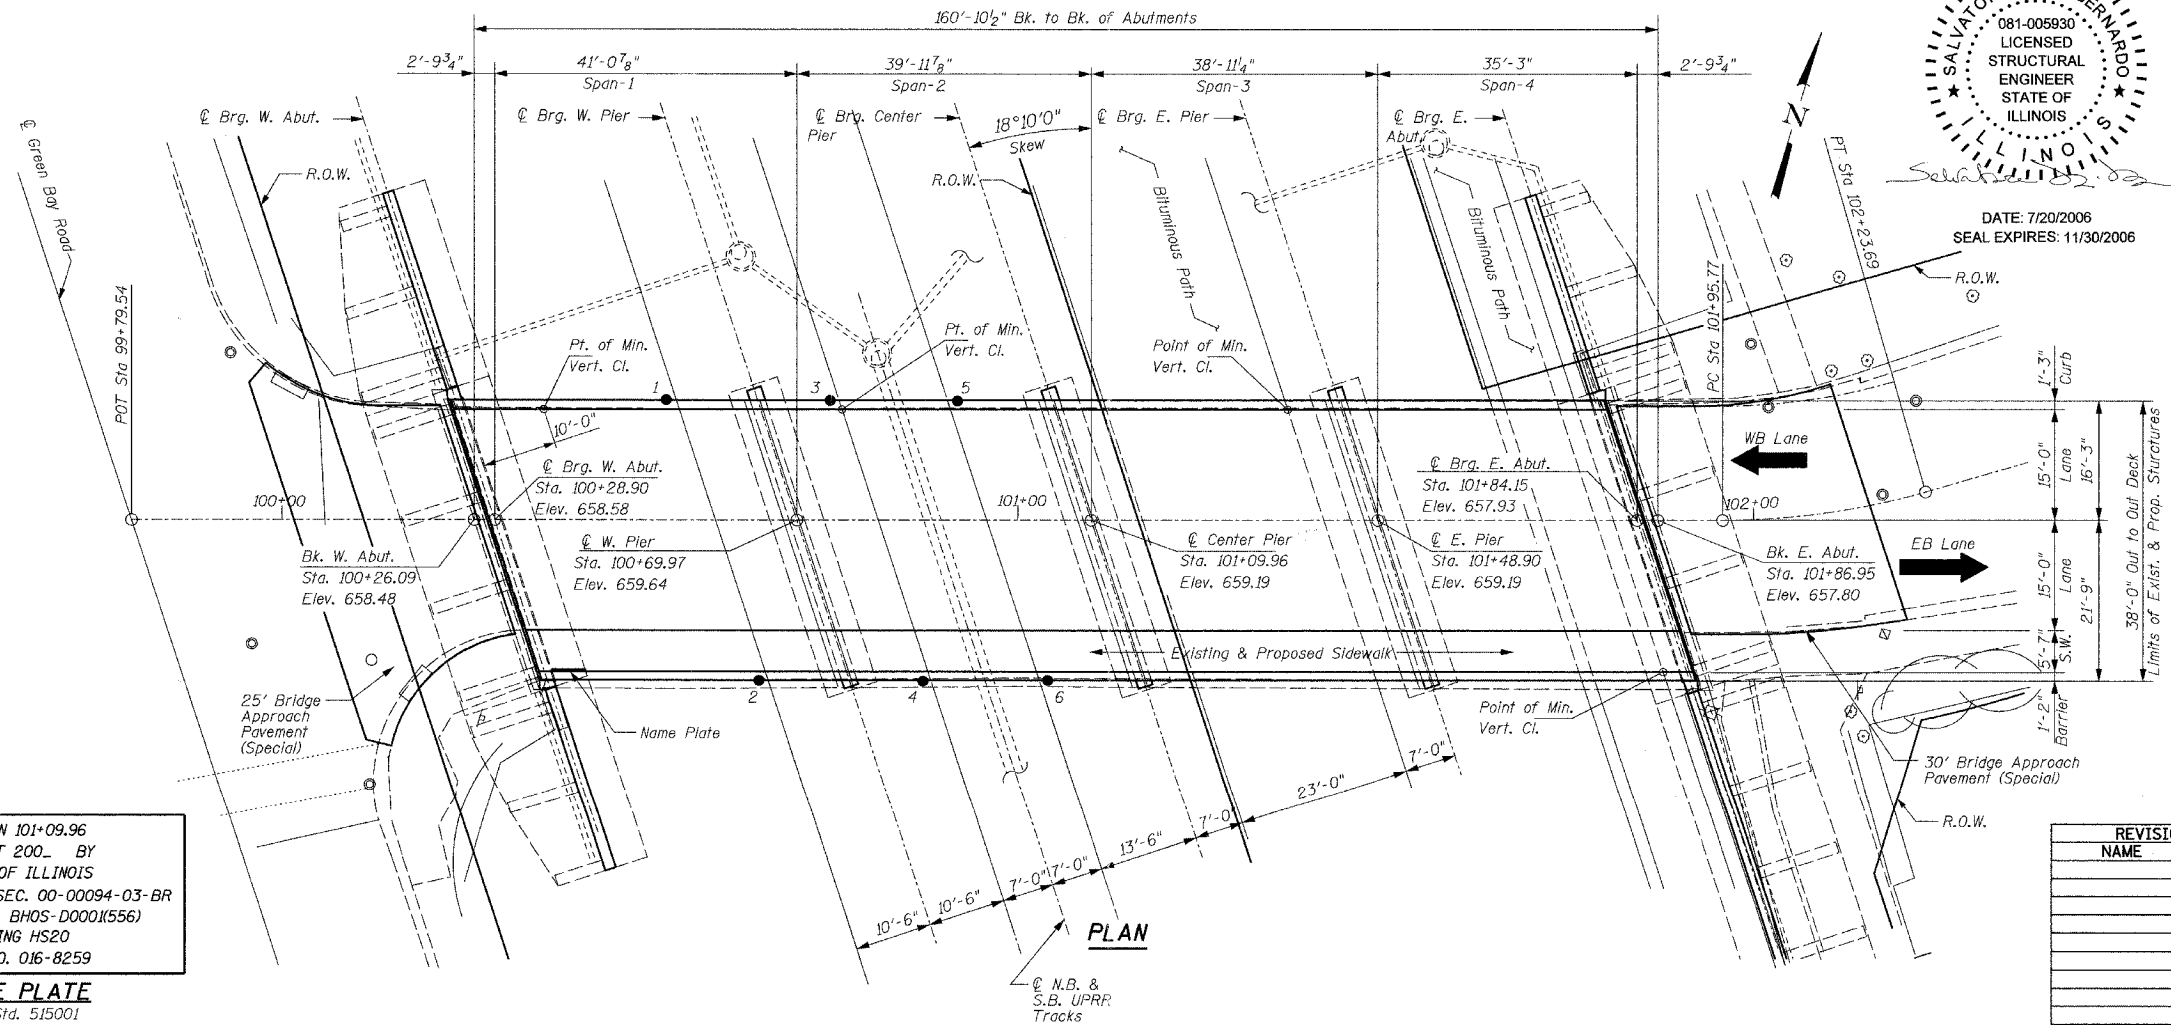 160'-10½" Bk. to Bk. of Abutments
2'-9¾"
41'-0⅞"
Span-1
39'-11⅞"
Span-2
38'-11¼"
Span-3
35'-3"
Span-4
2'-9¾"
081-005930
LICENSED
STRUCTURAL
ENGINEER
STATE OF
ILLINOIS
ILLINOIS
DATE: 7/20/2006
SEAL EXPIRES: 11/30/2006
℄ Green Bay Road
℄ Brg. W. Abut.
℄ Brg. W. Pier
℄ Brg. Center
Pier
18°10'0"
Skew
℄ Brg. E. Pier
℄ Brg. E.
Abut.
N
R.O.W.
R.O.W.
Bituminous Path
Bituminous Path
PT Sta 102+23.69
PC Sta 101+95.77
R.O.W.
POT Sta 99+79.54
Pt. of Min.
Vert. Cl.
Pt. of Min.
Vert. Cl.
Point of Min.
Vert. Cl.
1
3
5
10'-0"
℄ Brg. W. Abut.
Sta. 100+28.90
Elev. 658.58
℄ Brg. E. Abut.
Sta. 101+84.15
Elev. 657.93
WB Lane
1'-3"
Curb
15'-0"
Lane
16'-3"
38'-0" Out to Out Deck
Limits of Exist. & Prop. Sturatures
100+00
101+00
102+00
Bk. W. Abut.
Sta. 100+26.09
Elev. 658.48
℄ W. Pier
Sta. 100+69.97
Elev. 659.64
℄ Center Pier
Sta. 101+09.96
Elev. 659.19
℄ E. Pier
Sta. 101+48.90
Elev. 659.19
Bk. E. Abut.
Sta. 101+86.95
Elev. 657.80
EB Lane
15'-0"
Lane
21'-9"
5'-7"
S.W.
1'-2"
Barrier
Existing & Proposed Sidewalk
2
4
6
25' Bridge
Approach
Pavement
(Special)
Name Plate
Point of Min.
Vert. Cl.
30' Bridge Approach
Pavement (Special)
R.O.W.
10'-6"
10'-6"
7'-0"
7'-0"
13'-6"
7'-0"
23'-0"
7'-0"
PLAN
℄ N.B. &
S.B. UPRR
Tracks
N 101+09.96
T 200_ BY
OF ILLINOIS
SEC. 00-00094-03-BR
BHOS-D0001(556)
ING HS20
O. 016-8259
E PLATE
Std. 515001
REVISI
NAME